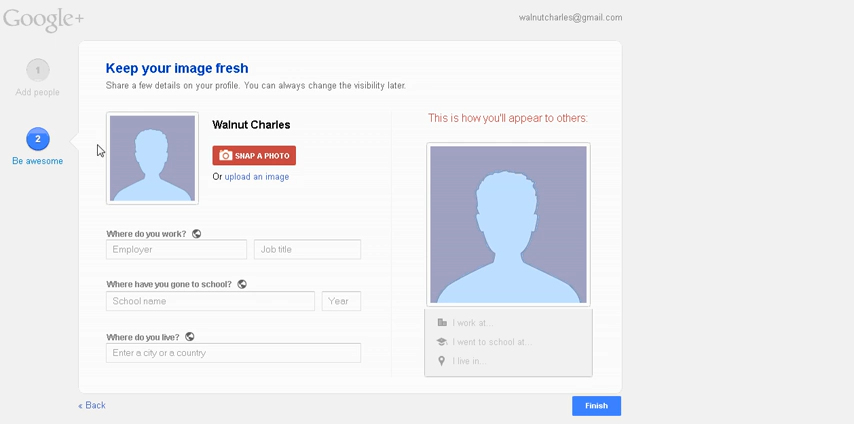 Google+
walnutcharles@gmail.com
1
Add people
2
Be awesome
Keep your image fresh
Share a few details on your profile. You can always change the visibility later.
Walnut Charles
SNAP A PHOTO
Or upload an image
This is how you'll appear to others:
Where do you work?
Employer
Job title
Where have you gone to school?
School name
Year
Where do you live?
Enter a city or a country
I work at...
I went to school at...
I live in...
« Back
Finish